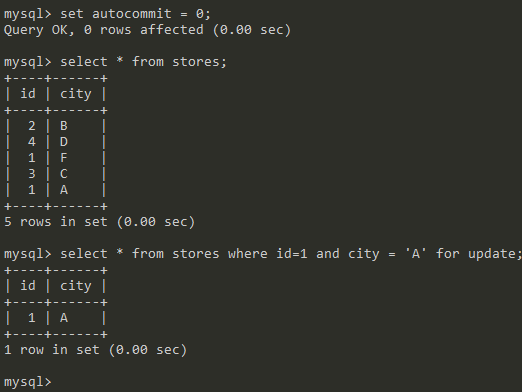 mysql> set autocommit = 0;
Query OK, 0 rows affected (0.00 sec)
mysql> select * from stores;
+----+------+
| id | city |
+----+------+
|  2 | B    |
|  4 | D    |
|  1 | F    |
|  3 | C    |
|  1 | A    |
+----+------+
5 rows in set (0.00 sec)
mysql> select * from stores where id=1 and city = 'A' for update;
+----+------+
| id | city |
+----+------+
|  1 | A    |
+----+------+
1 row in set (0.00 sec)
mysql>